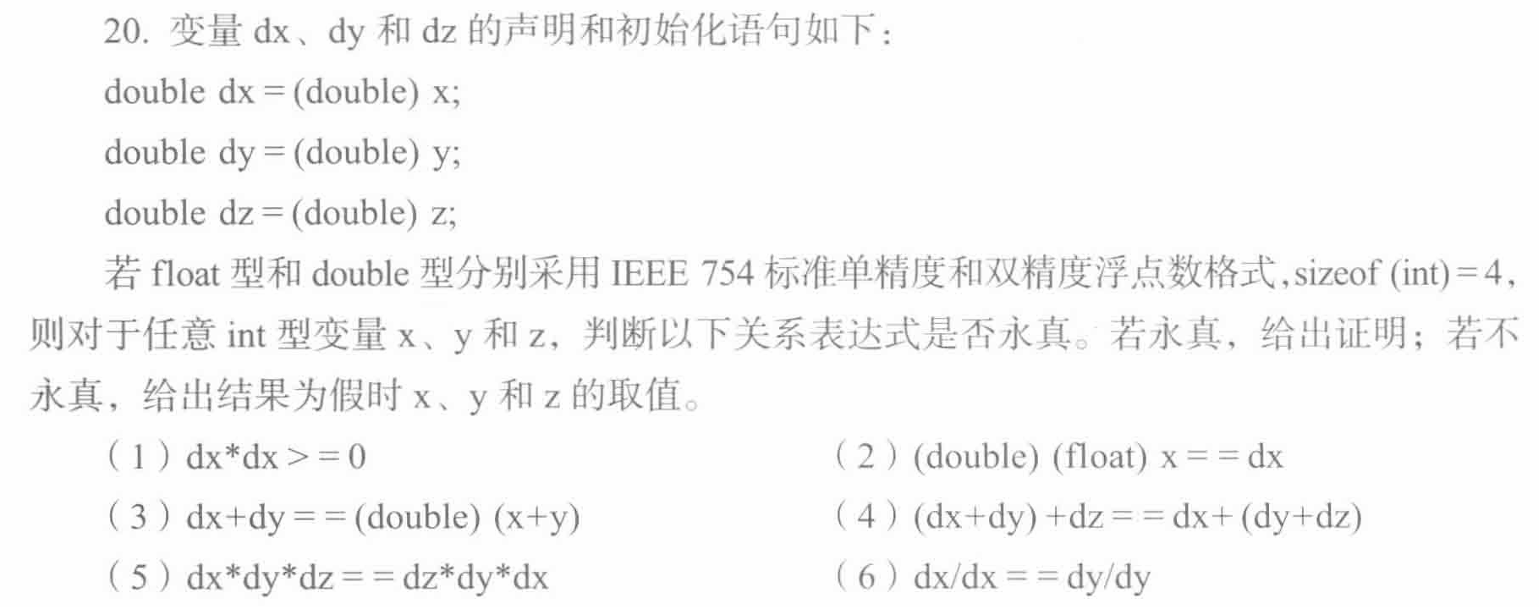 20. 变量 dx、dy 和 dz 的声明和初始化语句如下：
double dx = (double) x;
double dy = (double) y;
double dz = (double) z;
若 float 型和 double 型分别采用 IEEE 754 标准单精度和双精度浮点数格式,sizeof (int) = 4，
则对于任意 int 型变量 x、y 和 z，判断以下关系表达式是否永真。若永真，给出证明；若不
永真，给出结果为假时 x、y 和 z 的取值。
（1）dx*dx > = 0 （2）(double) (float) x = = dx
（3）dx+dy = = (double) (x+y) （4）(dx+dy) +dz = = dx+ (dy+dz)
（5）dx*dy*dz = = dz*dy*dx （6）dx/dx = = dy/dy